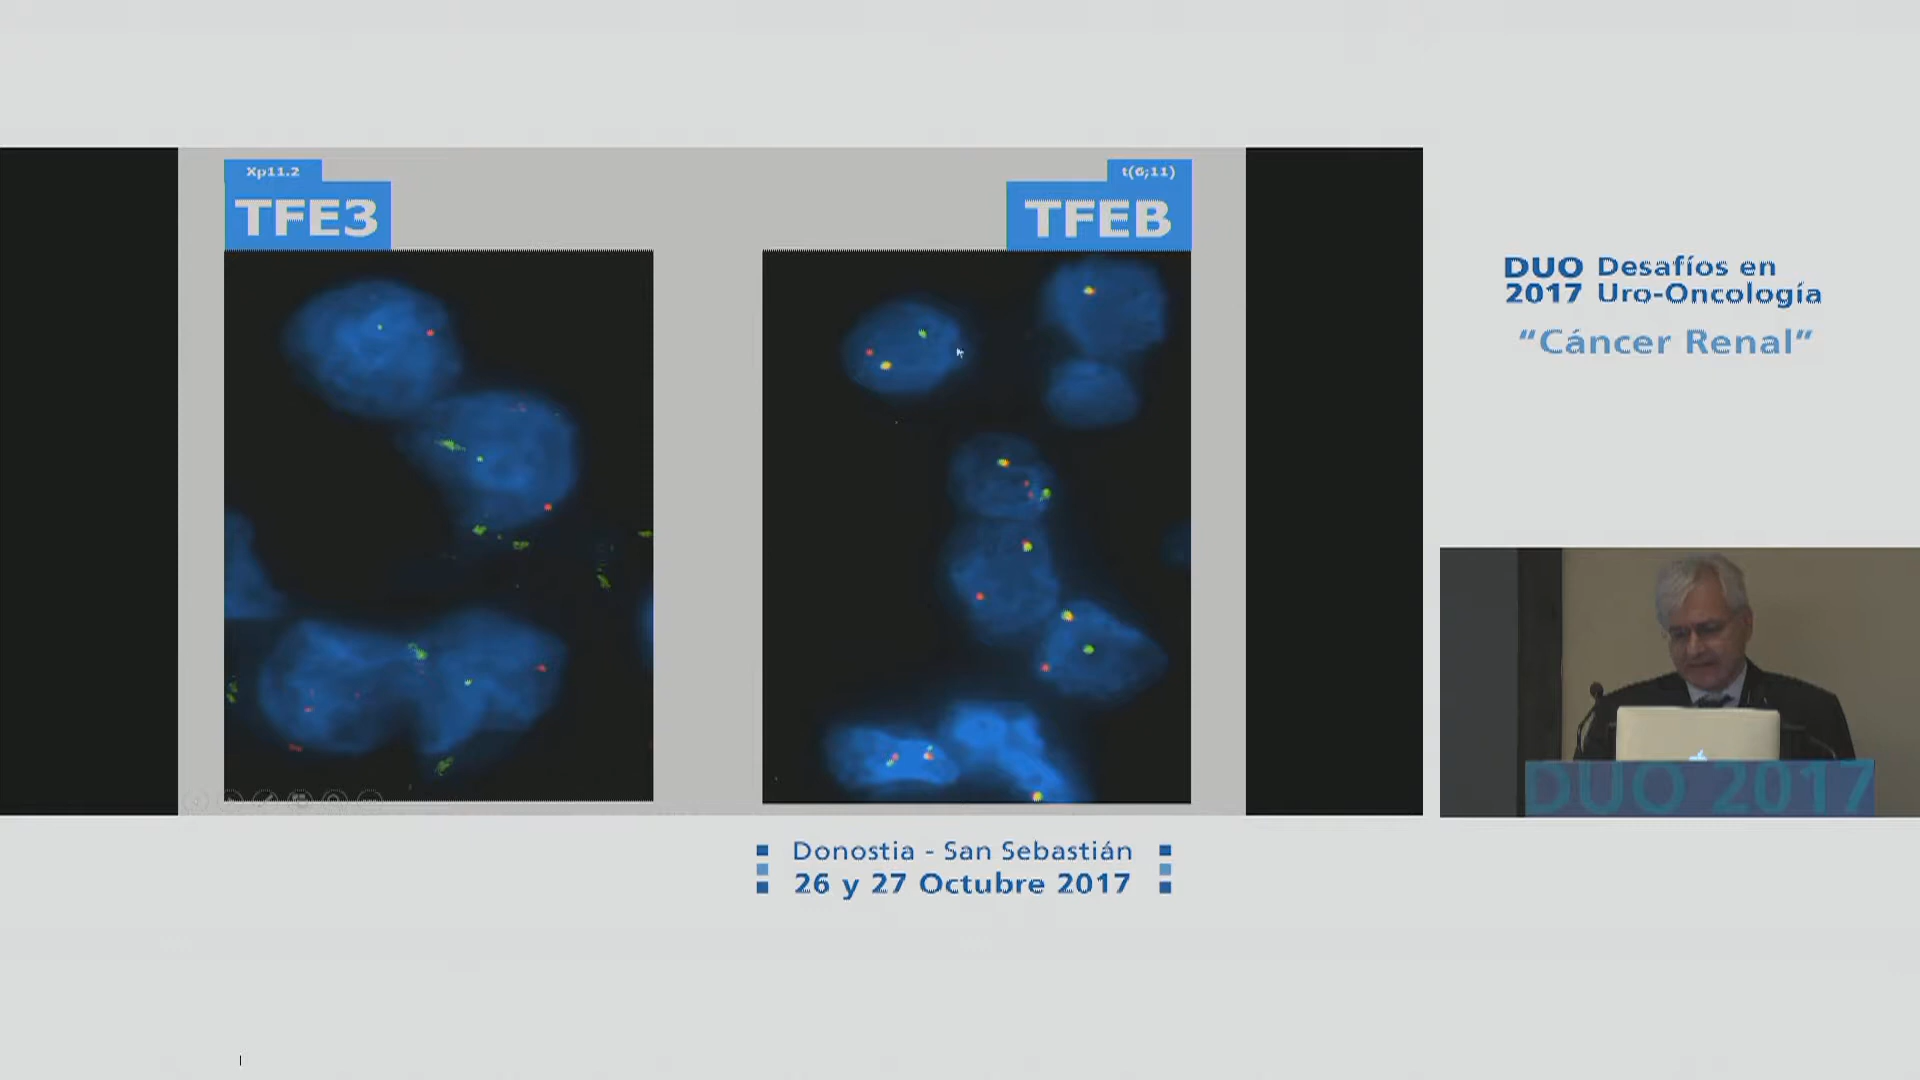 Xp11.2
TFE3
t(6;11)
TFEB
DUO Desafíos en
2017 Uro-Oncología
“Cáncer Renal”
DUO 2017
Donostia - San Sebastián
26 y 27 Octubre 2017